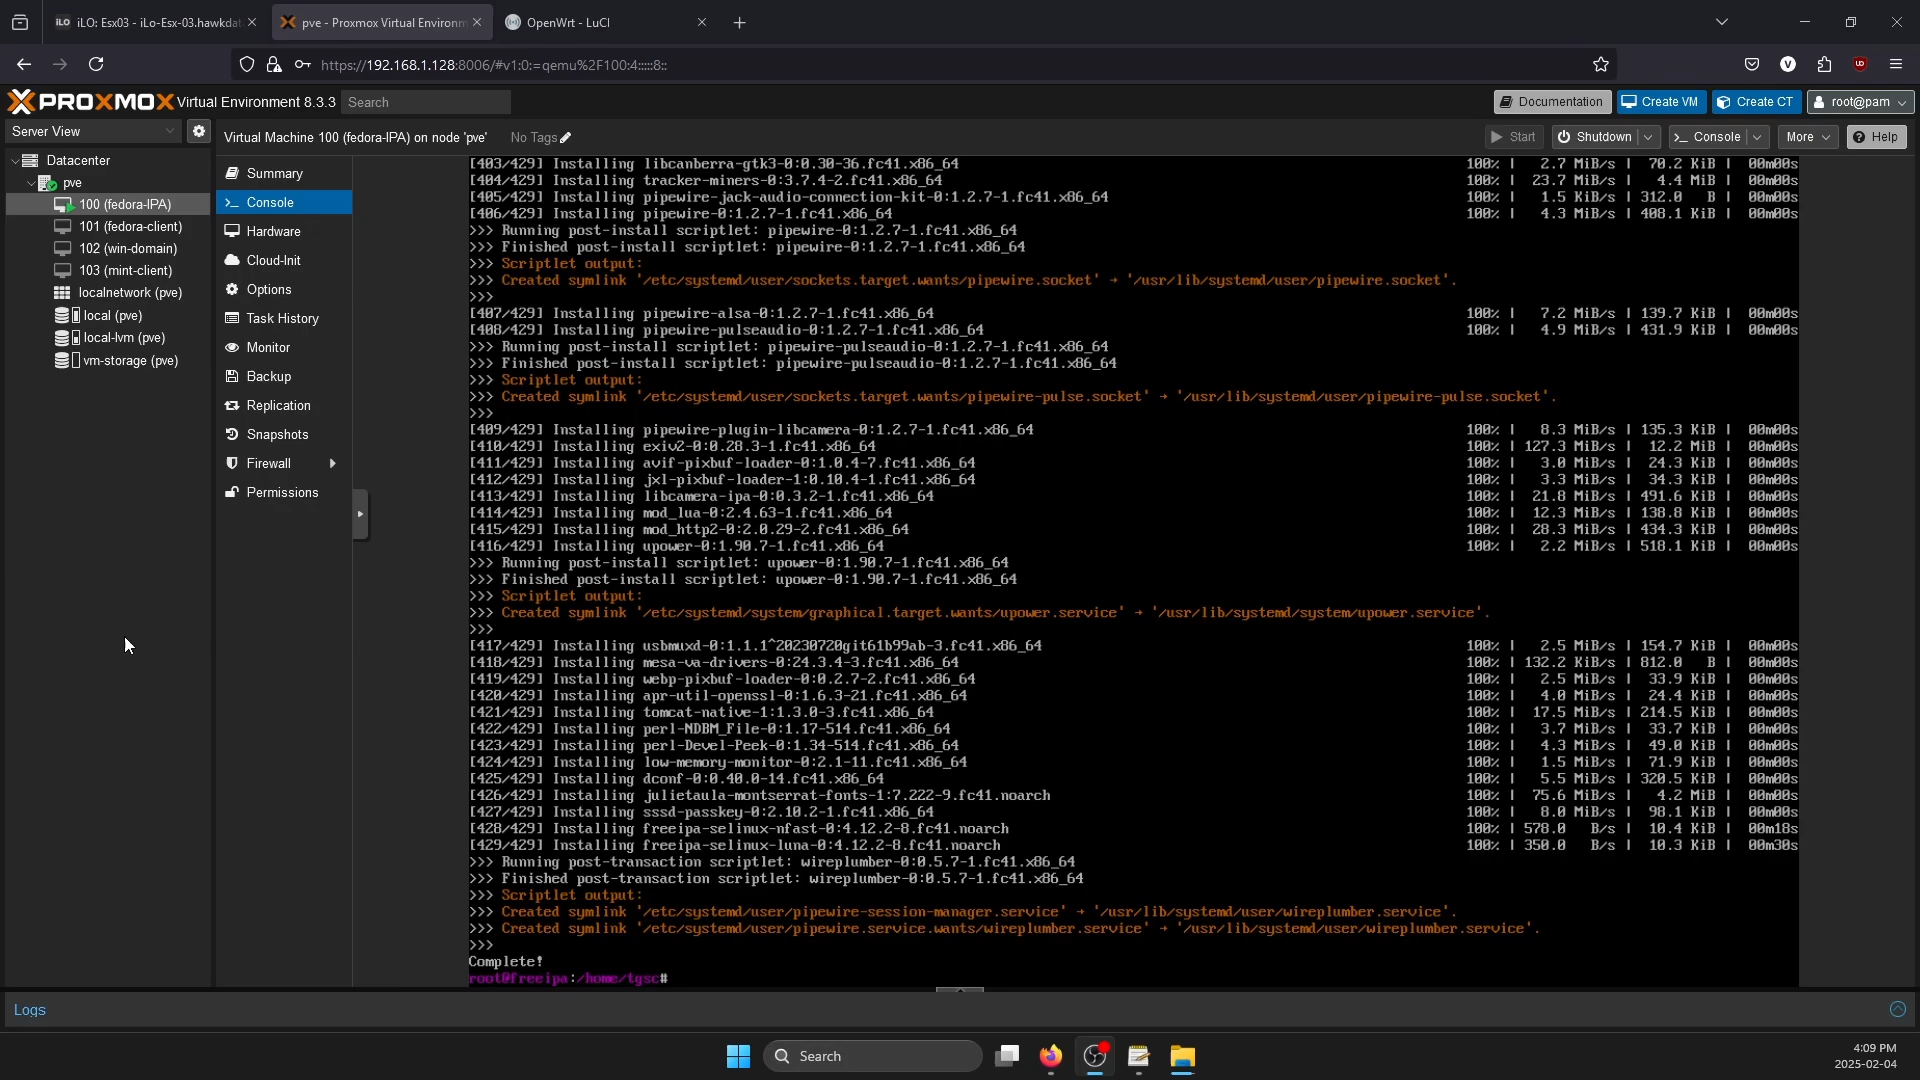 iLO: Esx03 - iLo-Esx-03.hawkdat
pve - Proxmox Virtual Environm
OpenWrt - LuCI
https://192.168.1.128:8006/#v1:0:=qemu%2F100:4:::::8::
PROXMOX Virtual Environment 8.3.3 Search
Documentation Create VM Create CT root@pam
Server View
Virtual Machine 100 (fedora-IPA) on node 'pve' No Tags
Start Shutdown Console More Help
Datacenter
pve
100 (fedora-IPA)
101 (fedora-client)
102 (win-domain)
103 (mint-client)
localnetwork (pve)
local (pve)
local-lvm (pve)
vm-storage (pve)
Summary
Console
Hardware
Cloud-Init
Options
Task History
Monitor
Backup
Replication
Snapshots
Firewall
Permissions
[403/429] Installing libcanberra-gtk3-0:0.30-36.fc41.x86_64 100% | 2.7 MiB/s | 70.2 KiB | 00m00s
[404/429] Installing tracker-miners-0:3.7.4-2.fc41.x86_64 100% | 23.7 MiB/s | 4.4 MiB | 00m00s
[405/429] Installing pipewire-jack-audio-connection-kit-0:1.2.7-1.fc41.x86_64 100% | 1.5 KiB/s | 312.0 B | 00m00s
[406/429] Installing pipewire-0:1.2.7-1.fc41.x86_64 100% | 4.3 MiB/s | 408.1 KiB | 00m00s
>>> Running post-install scriptlet: pipewire-0:1.2.7-1.fc41.x86_64
>>> Finished post-install scriptlet: pipewire-0:1.2.7-1.fc41.x86_64
>>> Scriptlet output:
>>> Created symlink '/etc/systemd/user/sockets.target.wants/pipewire.socket' → '/usr/lib/systemd/user/pipewire.socket'.
>>>
[407/429] Installing pipewire-alsa-0:1.2.7-1.fc41.x86_64 100% | 7.2 MiB/s | 139.7 KiB | 00m00s
[408/429] Installing pipewire-pulseaudio-0:1.2.7-1.fc41.x86_64 100% | 4.9 MiB/s | 431.9 KiB | 00m00s
>>> Running post-install scriptlet: pipewire-pulseaudio-0:1.2.7-1.fc41.x86_64
>>> Finished post-install scriptlet: pipewire-pulseaudio-0:1.2.7-1.fc41.x86_64
>>> Scriptlet output:
>>> Created symlink '/etc/systemd/user/sockets.target.wants/pipewire-pulse.socket' → '/usr/lib/systemd/user/pipewire-pulse.socket'.
>>>
[409/429] Installing pipewire-plugin-libcamera-0:1.2.7-1.fc41.x86_64 100% | 8.3 MiB/s | 135.3 KiB | 00m00s
[410/429] Installing exiv2-0:0.28.3-1.fc41.x86_64 100% | 127.3 MiB/s | 12.2 MiB | 00m00s
[411/429] Installing avif-pixbuf-loader-0:1.0.4-7.fc41.x86_64 100% | 3.0 MiB/s | 24.3 KiB | 00m00s
[412/429] Installing jxl-pixbuf-loader-1:0.10.4-1.fc41.x86_64 100% | 3.3 MiB/s | 34.3 KiB | 00m00s
[413/429] Installing libcamera-ipa-0:0.3.2-1.fc41.x86_64 100% | 21.8 MiB/s | 491.6 KiB | 00m00s
[414/429] Installing mod_lua-0:2.4.63-1.fc41.x86_64 100% | 12.3 MiB/s | 138.8 KiB | 00m00s
[415/429] Installing mod_http2-0:2.0.29-2.fc41.x86_64 100% | 28.3 MiB/s | 434.3 KiB | 00m00s
[416/429] Installing upower-0:1.90.7-1.fc41.x86_64 100% | 2.2 MiB/s | 518.1 KiB | 00m00s
>>> Running post-install scriptlet: upower-0:1.90.7-1.fc41.x86_64
>>> Finished post-install scriptlet: upower-0:1.90.7-1.fc41.x86_64
>>> Scriptlet output:
>>> Created symlink '/etc/systemd/system/graphical.target.wants/upower.service' → '/usr/lib/systemd/system/upower.service'.
>>>
[417/429] Installing usbmuxd-0:1.1.1^20230720git61b99ab-3.fc41.x86_64 100% | 2.5 MiB/s | 154.7 KiB | 00m00s
[418/429] Installing mesa-va-drivers-0:24.3.4-3.fc41.x86_64 100% | 132.2 KiB/s | 812.0 B | 00m00s
[419/429] Installing webp-pixbuf-loader-0:0.2.7-2.fc41.x86_64 100% | 2.5 MiB/s | 33.9 KiB | 00m00s
[420/429] Installing apr-util-openssl-0:1.6.3-21.fc41.x86_64 100% | 4.0 MiB/s | 24.4 KiB | 00m00s
[421/429] Installing tomcat-native-1:1.3.0-3.fc41.x86_64 100% | 17.5 MiB/s | 214.5 KiB | 00m00s
[422/429] Installing perl-NDBM_File-0:1.17-514.fc41.x86_64 100% | 3.7 MiB/s | 33.7 KiB | 00m00s
[423/429] Installing perl-Devel-Peek-0:1.34-514.fc41.x86_64 100% | 4.3 MiB/s | 49.0 KiB | 00m00s
[424/429] Installing low-memory-monitor-0:2.1-11.fc41.x86_64 100% | 1.5 MiB/s | 71.9 KiB | 00m00s
[425/429] Installing dconf-0:0.40.0-14.fc41.x86_64 100% | 5.5 MiB/s | 320.5 KiB | 00m00s
[426/429] Installing julietaula-montserrat-fonts-1:7.222-9.fc41.noarch 100% | 75.6 MiB/s | 4.2 MiB | 00m00s
[427/429] Installing sssd-passkey-0:2.10.2-1.fc41.x86_64 100% | 8.0 MiB/s | 98.1 KiB | 00m00s
[428/429] Installing freeipa-selinux-nfast-0:4.12.2-8.fc41.noarch 100% | 578.0 B/s | 10.4 KiB | 00m18s
[429/429] Installing freeipa-selinux-luna-0:4.12.2-8.fc41.noarch 100% | 350.0 B/s | 10.3 KiB | 00m30s
>>> Running post-transaction scriptlet: wireplumber-0:0.5.7-1.fc41.x86_64
>>> Finished post-transaction scriptlet: wireplumber-0:0.5.7-1.fc41.x86_64
>>> Scriptlet output:
>>> Created symlink '/etc/systemd/user/pipewire-session-manager.service' → '/usr/lib/systemd/user/wireplumber.service'.
>>> Created symlink '/etc/systemd/user/pipewire.service.wants/wireplumber.service' → '/usr/lib/systemd/user/wireplumber.service'.
>>>
Complete!
root@freeipa:/home/tgsc#
Logs
Search
4:09 PM
2025-02-04